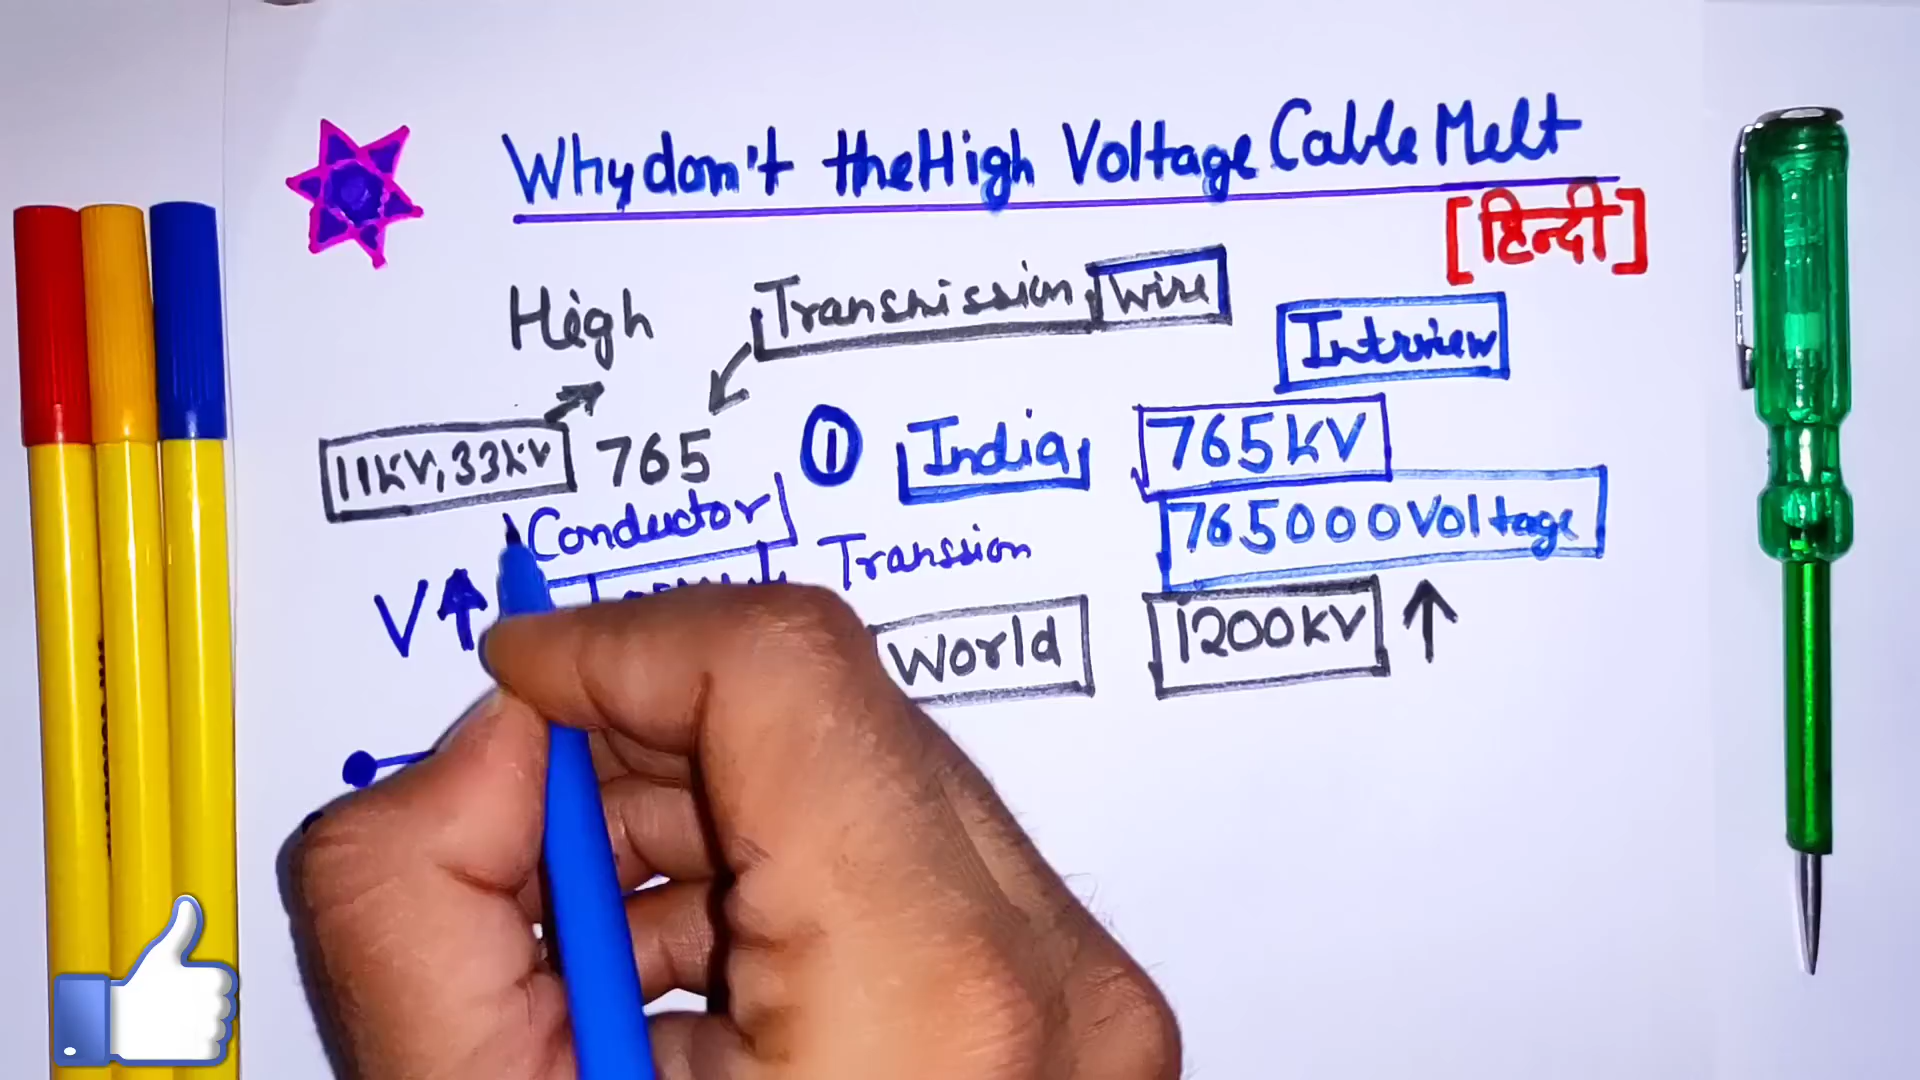 Why don't the High Voltage Cable Melt
[हिन्दी]
High
Transmission Wire
Intrview
11kV, 33kV
765
1
India
765kV
Conductor
765000 Voltage
Transsion
V
World
1200KV